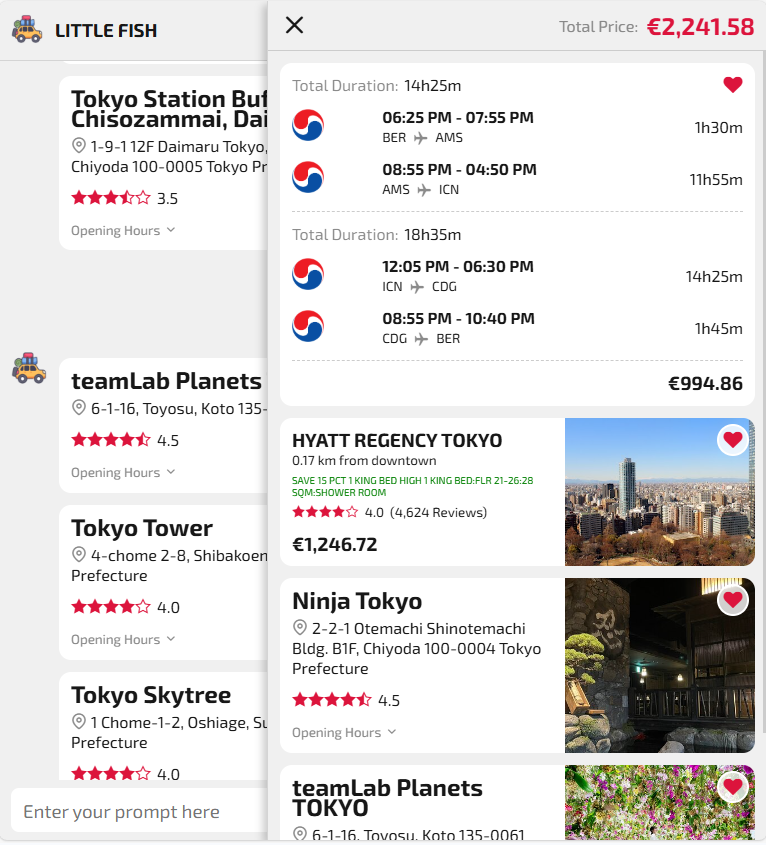 LITTLE FISH
Tokyo Station Buf
Chisozammai, Dai
1-9-1 12F Daimaru Tokyo,
Chiyoda 100-0005 Tokyo Pr
3.5
Opening Hours
teamLab Planets
6-1-16, Toyosu, Koto 135-
4.5
Opening Hours
Tokyo Tower
4-chome 2-8, Shibakoen
Prefecture
4.0
Opening Hours
Tokyo Skytree
1 Chome-1-2, Oshiage, Su
Prefecture
4.0
Enter your prompt here
Total Price: €2,241.58
Total Duration: 14h25m
06:25 PM - 07:55 PM
BER AMS
1h30m
08:55 PM - 04:50 PM
AMS ICN
11h55m
Total Duration: 18h35m
12:05 PM - 06:30 PM
ICN CDG
14h25m
08:55 PM - 10:40 PM
CDG BER
1h45m
€994.86
HYATT REGENCY TOKYO
0.17 km from downtown
SAVE 15 PCT 1 KING BED HIGH 1 KING BED:FLR 21-26:28
SQM:SHOWER ROOM
4.0 (4,624 Reviews)
€1,246.72
Ninja Tokyo
2-2-1 Otemachi Shinotemachi
Bldg. B1F, Chiyoda 100-0004 Tokyo
Prefecture
4.5
Opening Hours
teamLab Planets
TOKYO
6-1-16, Toyosu, Koto 135-0061